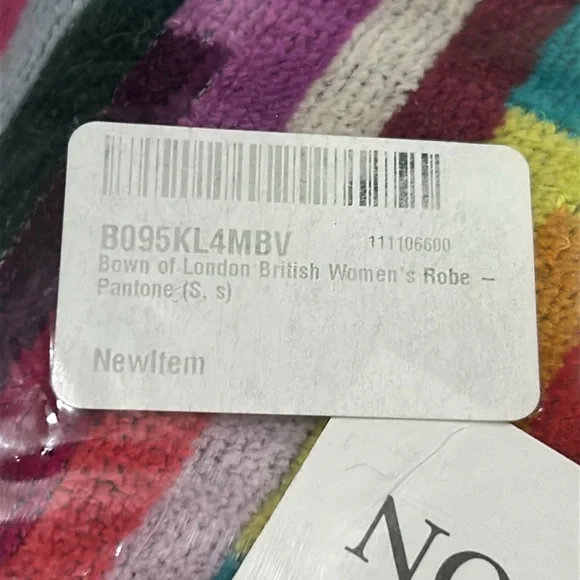 B095KL4MBV 111106600
Bown of London British Women's Robe –
Pantone (S, s)
NewItem
NO